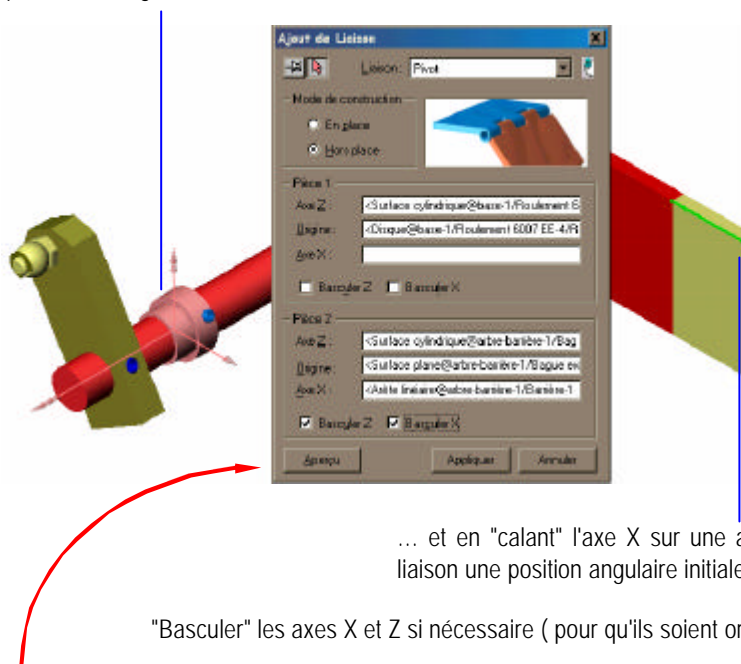 Ajout de Liaison
Liaison: Pivot
Mode de construction
En place
Hors place
Pièce 1
Axe Z : <Surface cylindrique@base-1/Roulement 6
Origine: <Disque@base-1/Roulement 6007 EE-4/R
Axe X :
Basculer Z Basculer X
Pièce 2
Axe Z : <Surface cylindrique@arbre-barrière-1/Bag
Origine: <Surface plane@arbre-barrière-1/Bague
Axe X : <Arête linéaire@arbre-barrière-1/Barrière-1
Basculer Z Basculer X
Aperçu Appliquer Annuler
... et en "calant" l'axe X sur une
liaison une position angulaire initiale
"Basculer" les axes X et Z si nécessaire ( pour qu'ils soient